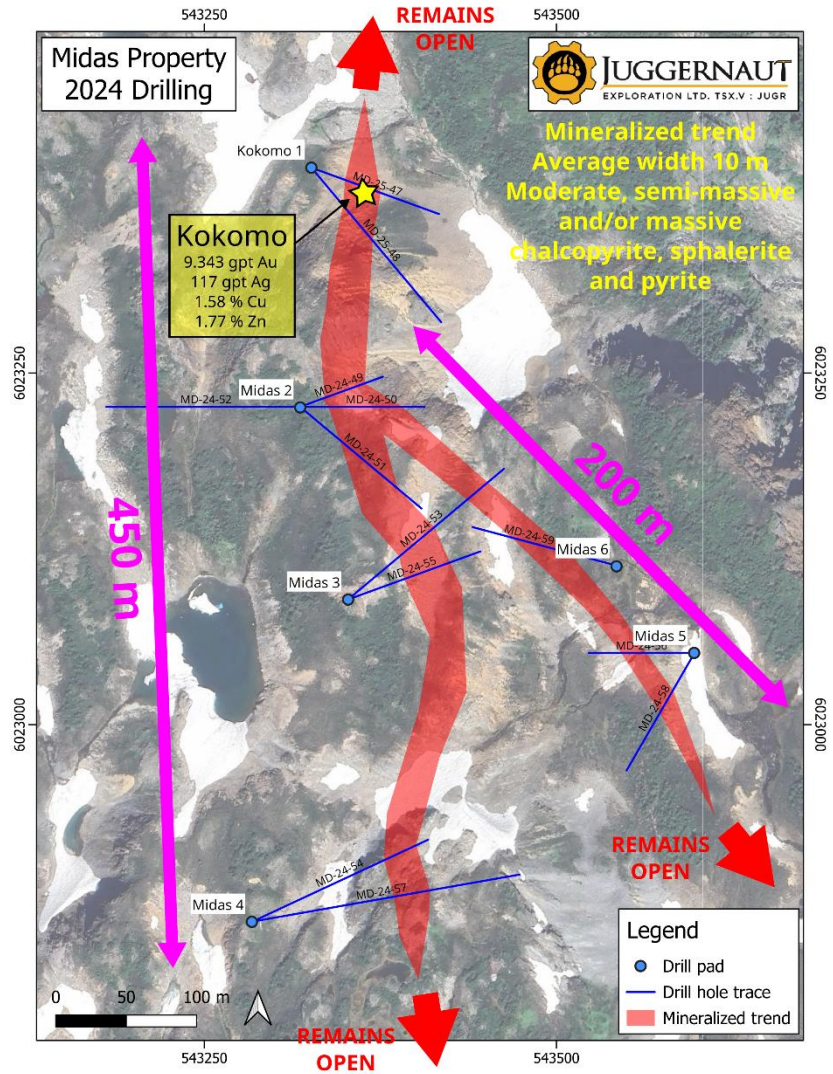 543250
543500
REMAINS
OPEN
Midas Property
2024 Drilling
JUGGERNAUT
EXPLORATION LTD. TSX.V : JUGR
Mineralized trend
Average width 10 m
Moderate, semi-massive
and/or massive
chalcopyrite, sphalerite
and pyrite
Kokomo 1
MD-25-47
MD-25-48
Kokomo
9.343 gpt Au
117 gpt Ag
1.58 % Cu
1.77 % Zn
6023250
6023250
Midas 2
MD-24-49
MD-24-52
MD-24-50
MD-24-51
450 m
200 m
MD-24-53
MD-24-59
Midas 6
MD-24-55
Midas 3
Midas 5
MD-24-56
MD-24-58
6023000
6023000
REMAINS
OPEN
MD-24-54
MD-24-57
Midas 4
Legend
Drill pad
Drill hole trace
Mineralized trend
0 50 100 m
REMAINS
OPEN
543250
543500